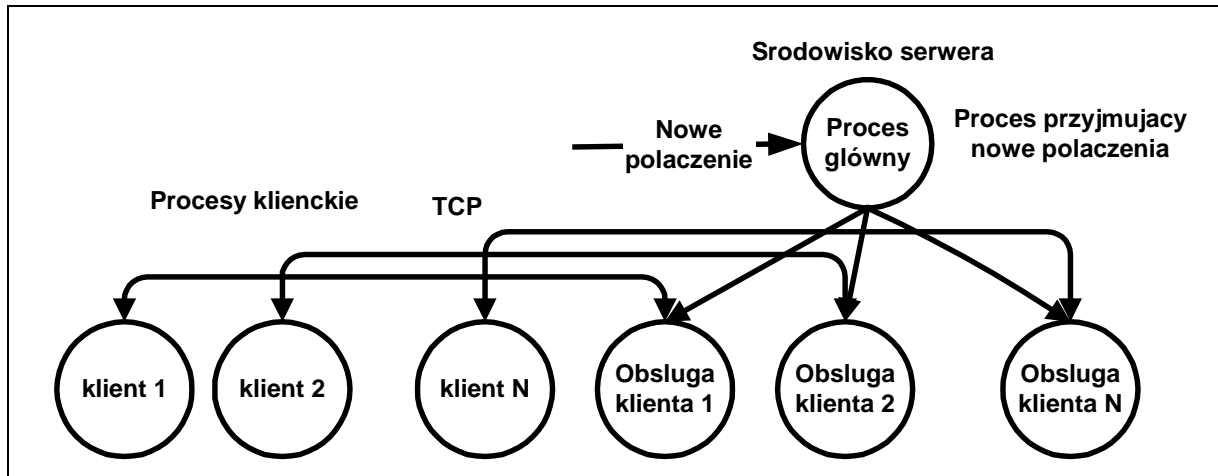 Srodowisko serwera
Nowe
polaczenie
Proces
glówny
Proces przyjmujacy
nowe polaczenia
Procesy klienckie
TCP
klient 1
klient 2
klient N
Obsluga
klienta 1
Obsluga
klienta 2
Obsluga
klienta N